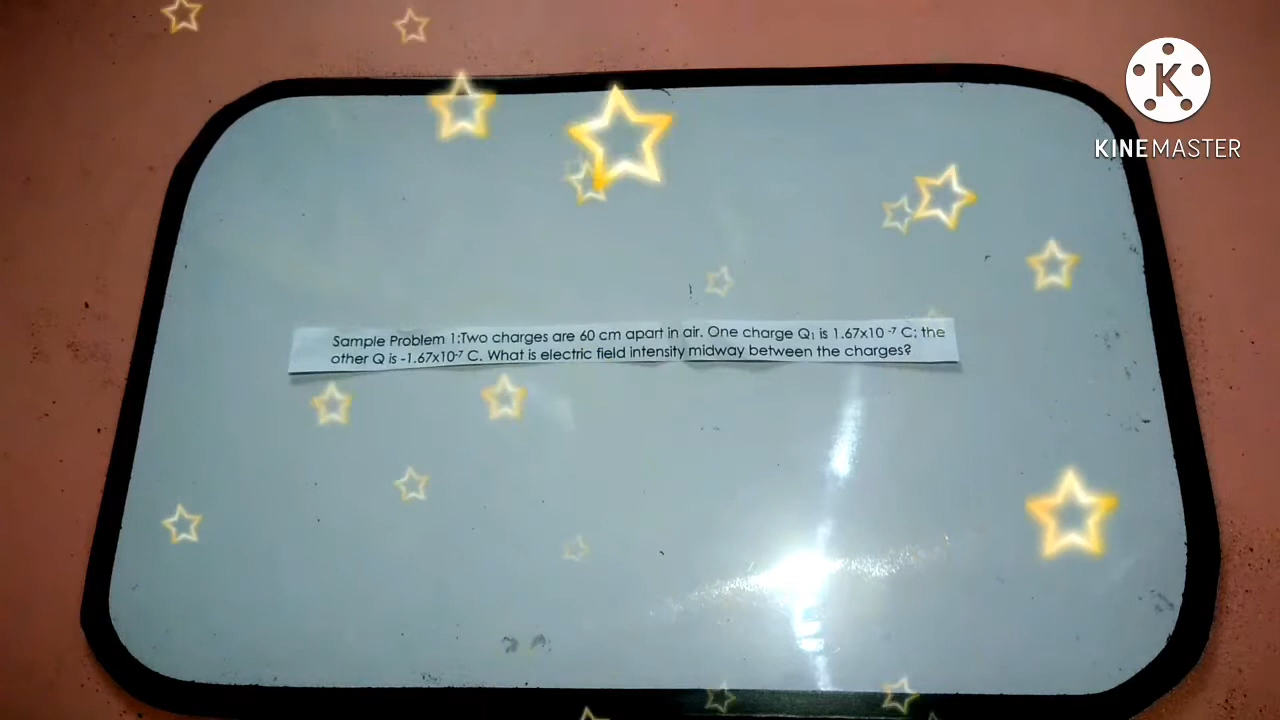 KINEMASTER
Sample Problem 1:Two charges are 60 cm apart in air. One charge Q₁ is 1.67x10 ⁻⁷ C; the
other Q is -1.67x10⁻⁷ C. What is electric field intensity midway between the charges?